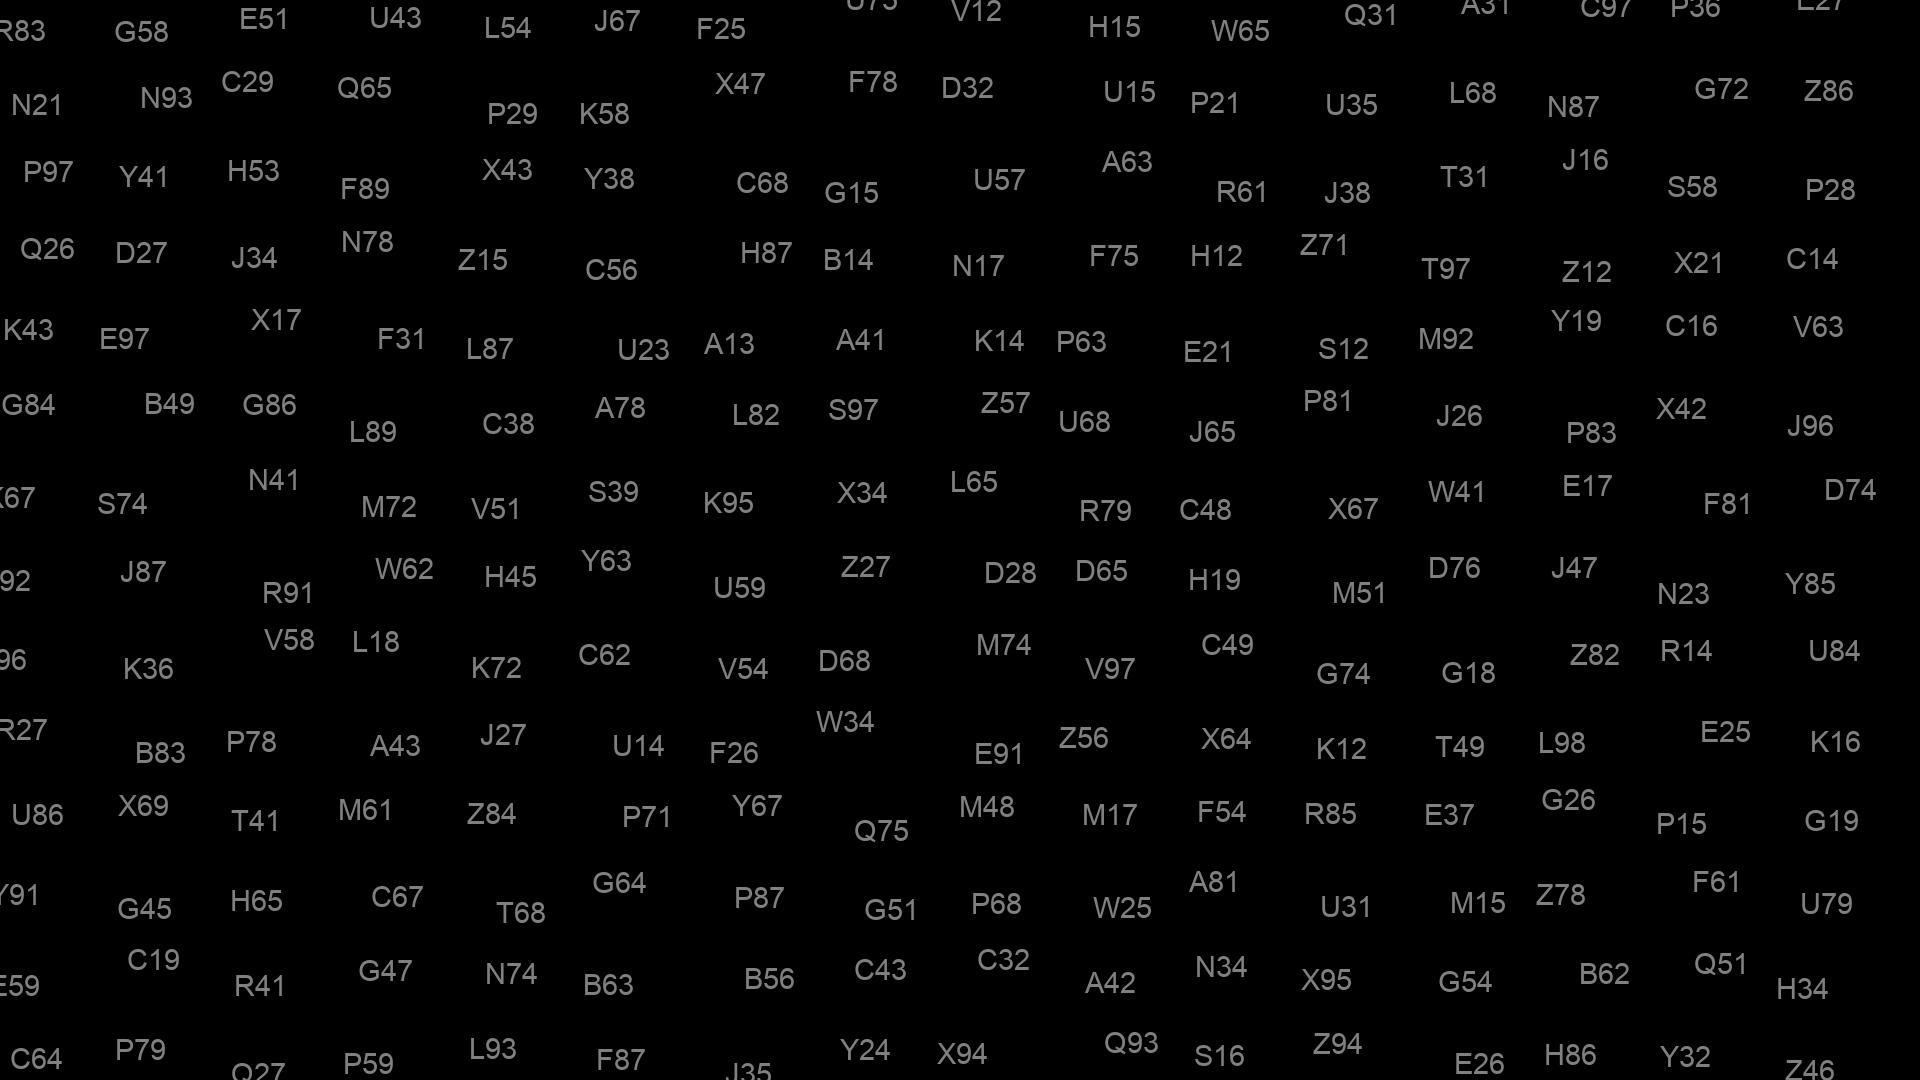 R83 G58 E51 U43 L54 J67 F25 U75 V12 H15 W65 Q31 A31 C97 P36
N21 N93 C29 Q65 P29 K58 X47 F78 D32 U15 P21 U35 L68 N87 G72 Z86
P97 Y41 H53 F89 X43 Y38 C68 G15 U57 A63 R61 J38 T31 J16 S58 P28
Q26 D27 J34 N78 Z15 C56 H87 B14 N17 F75 H12 Z71 T97 Z12 X21 C14
K43 E97 X17 F31 L87 U23 A13 A41 K14 P63 E21 S12 M92 Y19 C16 V63
G84 B49 G86 L89 C38 A78 L82 S97 Z57 U68 J65 P81 J26 P83 X42 J96
67 S74 N41 M72 V51 S39 K95 X34 L65 R79 C48 X67 W41 E17 F81 D74
92 J87 R91 W62 H45 Y63 U59 Z27 D28 D65 H19 M51 D76 J47 N23 Y85
96 K36 V58 L18 K72 C62 V54 D68 M74 V97 C49 G74 G18 Z82 R14 U84
R27 B83 P78 A43 J27 U14 F26 W34 E91 Z56 X64 K12 T49 L98 E25 K16
U86 X69 T41 M61 Z84 P71 Y67 Q75 M48 M17 F54 R85 E37 G26 P15 G19
Y91 G45 H65 C67 T68 G64 P87 G51 P68 W25 A81 U31 M15 Z78 F61 U79
E59 C19 R41 G47 N74 B63 B56 C43 C32 A42 N34 X95 G54 B62 Q51 H34
C64 P79 Q27 P59 L93 F87 J35 Y24 X94 Q93 S16 Z94 E26 H86 Y32 Z46